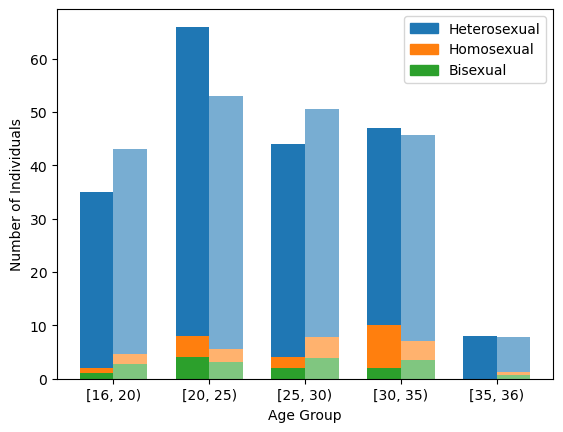 Heterosexual
Homosexual
Bisexual
Number of Individuals
60
50
40
30
20
10
0
[16, 20)
[20, 25)
[25, 30)
[30, 35)
[35, 36)
Age Group